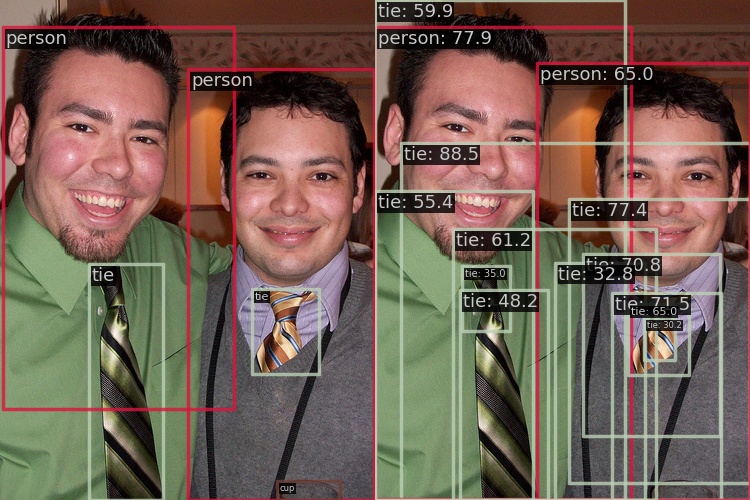 person
person
tie
tie
cup
tie: 59.9
person: 77.9
person: 65.0
tie: 88.5
tie: 55.4
tie: 77.4
tie: 61.2
tie: 70.8
tie: 35.0
tie: 32.8
tie: 48.2
tie: 71.5
tie: 65.0
tie: 30.2